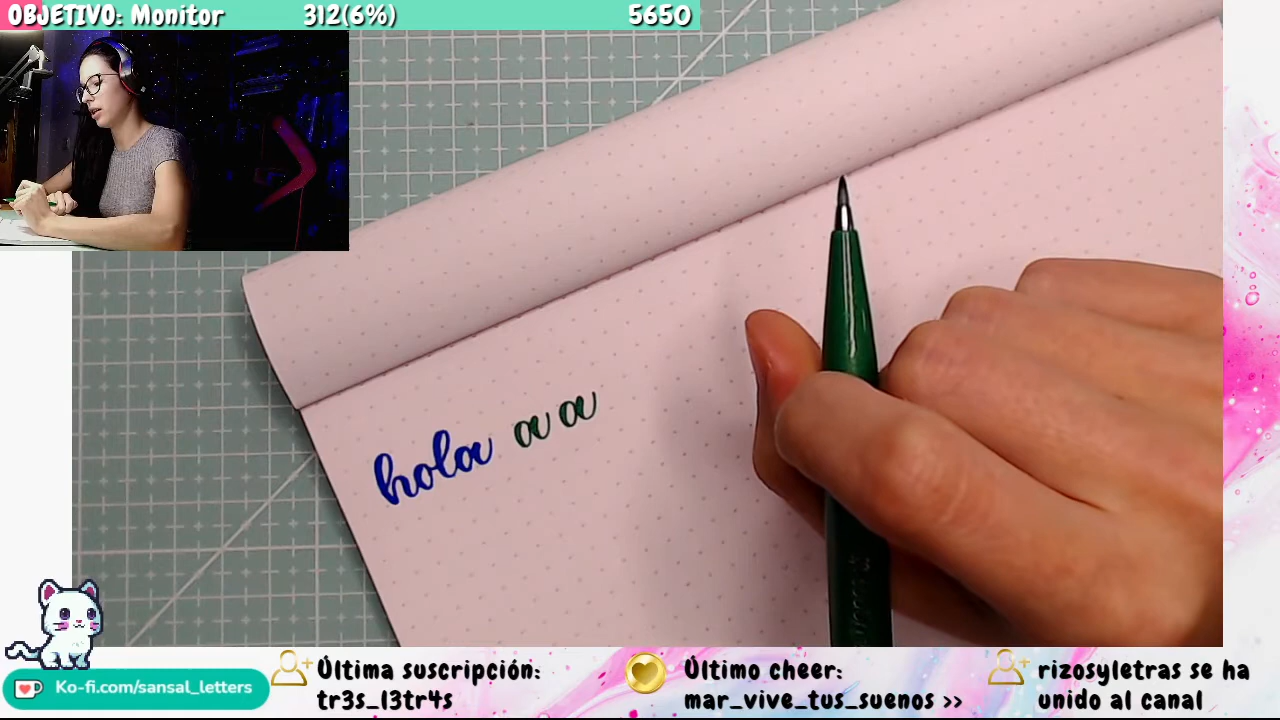 OBJETIVO: Monitor 312(6%) 5650
hola a a
Ko-fi.com/sansal_letters
Última suscripción:
tr3s_l3tr4s
Último cheer:
mar_vive_tus_suenos >>
rizosyletras se ha
unido al canal